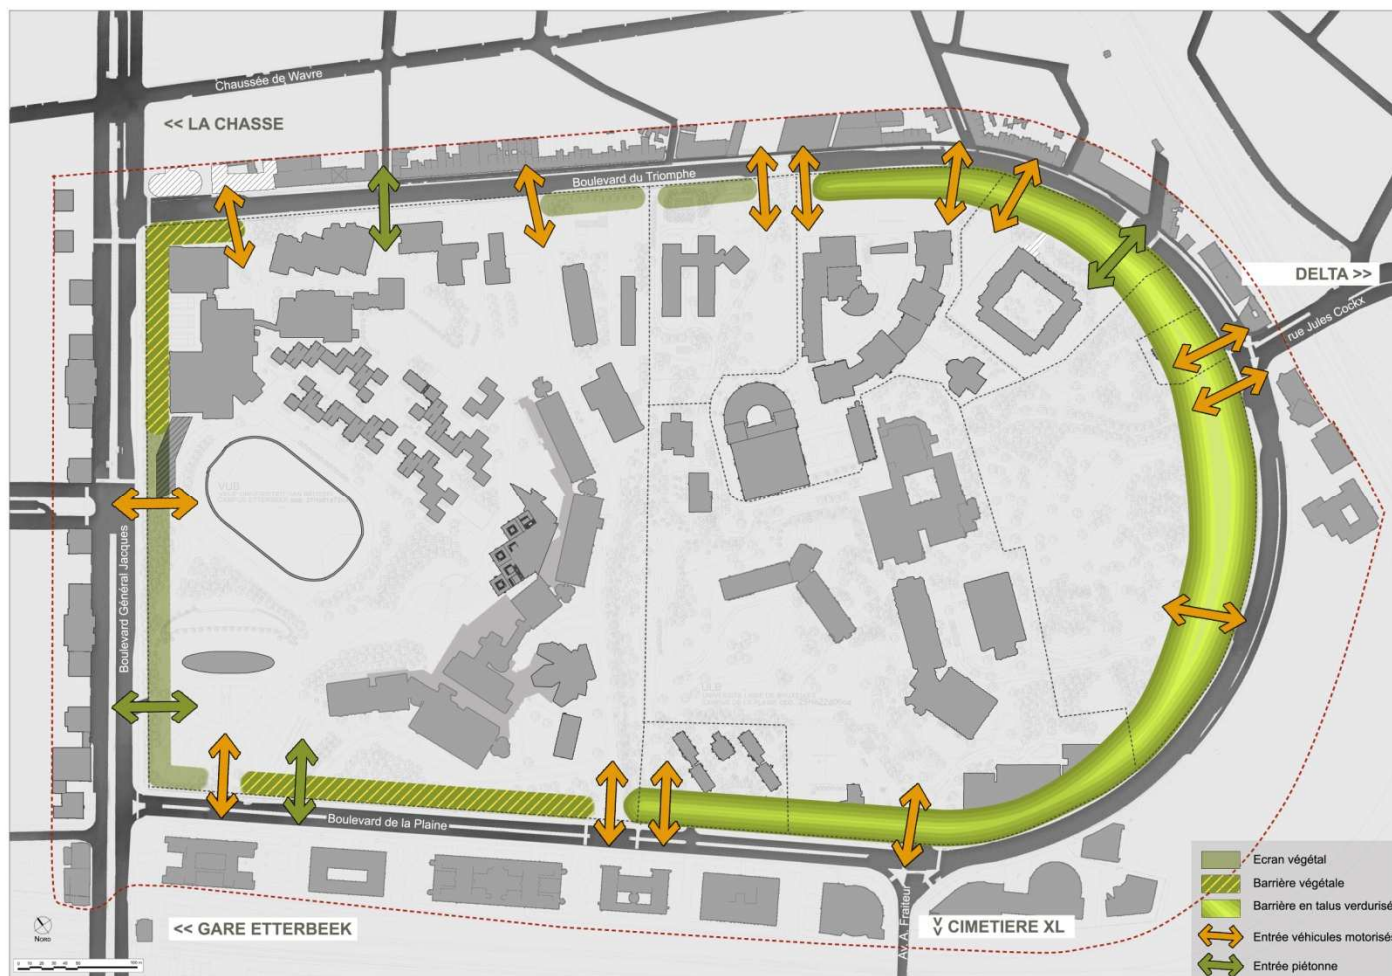 Chaussée de Wavre
<< LA CHASSE
Boulevard du Triomphe
DELTA >>
rue Jules Cockx
VUB
Boulevard Général Jacques
ULB
Boulevard de la Plaine
Av. A. Fraiteur
<< GARE ETTERBEEK
>> CIMETIERE XL
NORD
Ecran végétal
Barrière végétale
Barrière en talus verdurisé
Entrée véhicules motorisés
Entrée piétonne